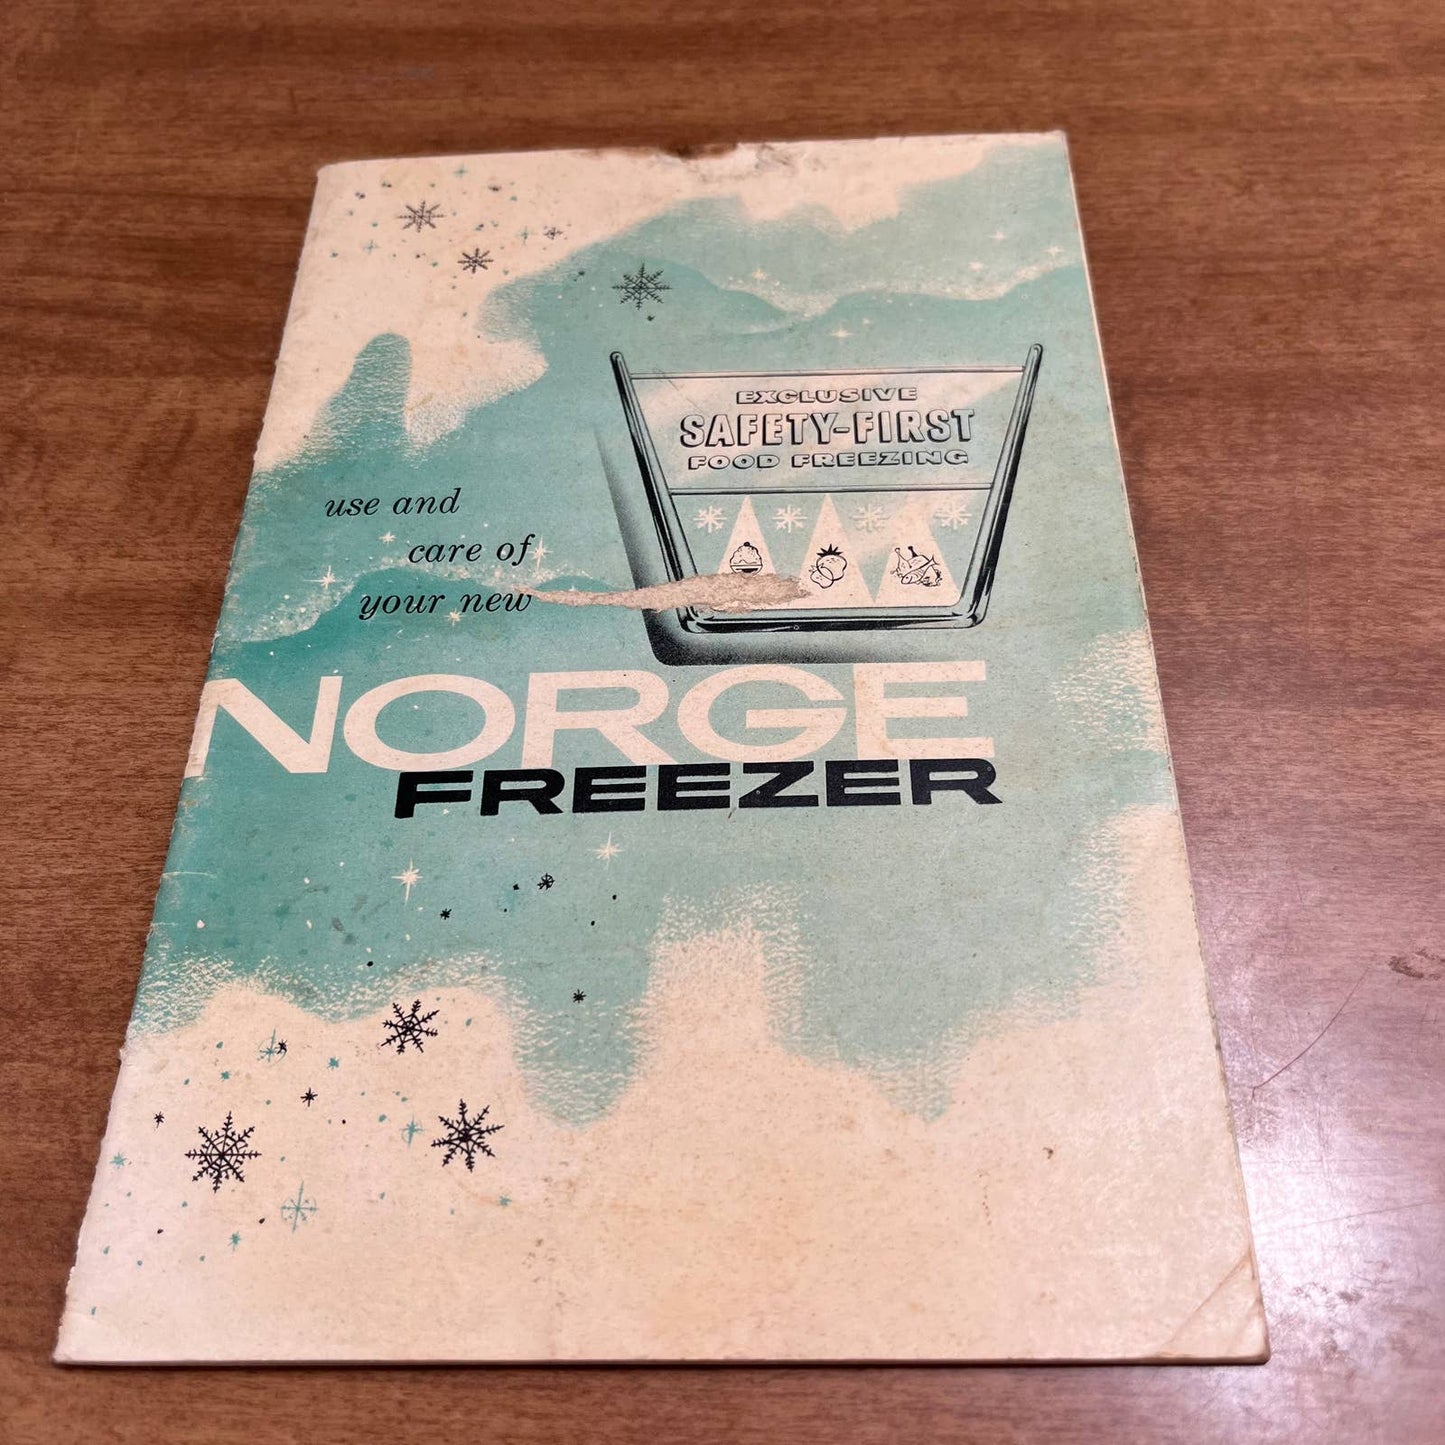 EXCLUSIVE
SAFETY-FIRST
FOOD FREEZING
use and
care of
your new
NORGE
FREEZER